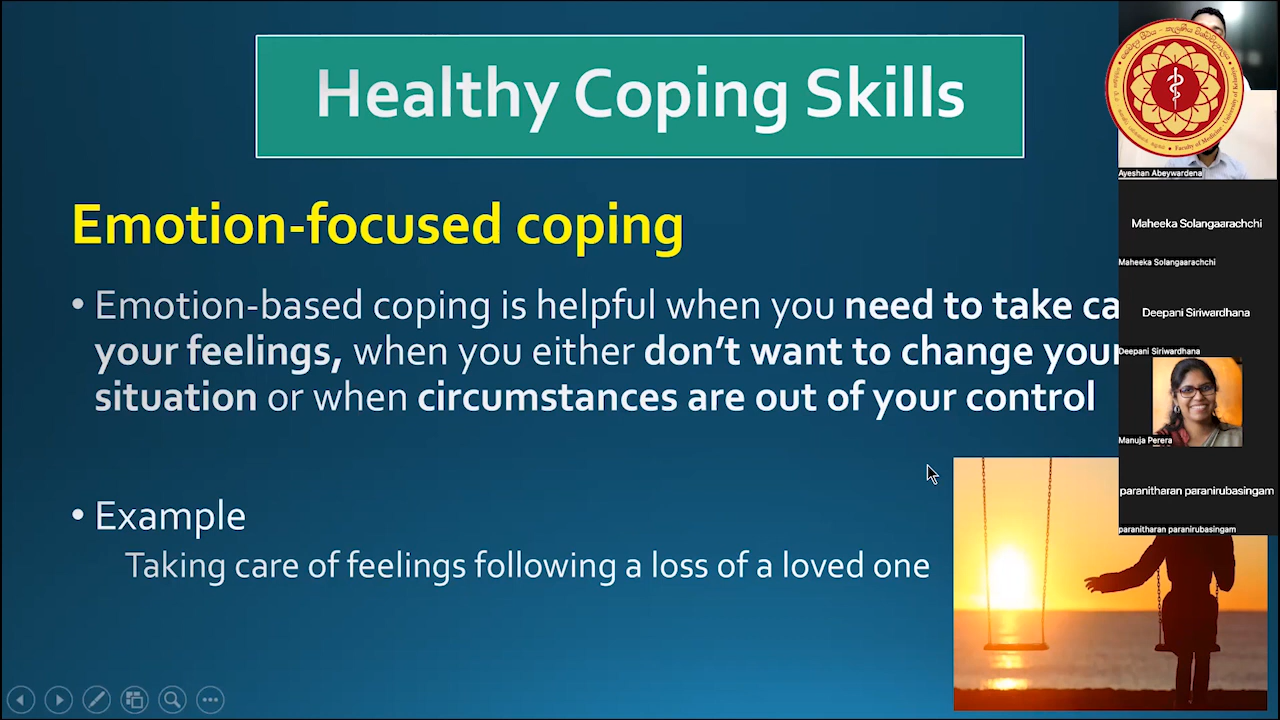 Healthy Coping Skills
Emotion-focused coping
• Emotion-based coping is helpful when you need to take ca
your feelings, when you either don't want to change your
situation or when circumstances are out of your control
• Example
Taking care of feelings following a loss of a loved one
Faculty of Medicine
Ayeshan Abeywardena
Maheeka Solangaarachchi
Maheeka Solangaarachchi
Deepani Siriwardhana
Deepani Siriwardhana
Manuja Perera
paranitharan paranirubasingam
paranitharan paranirubasingam